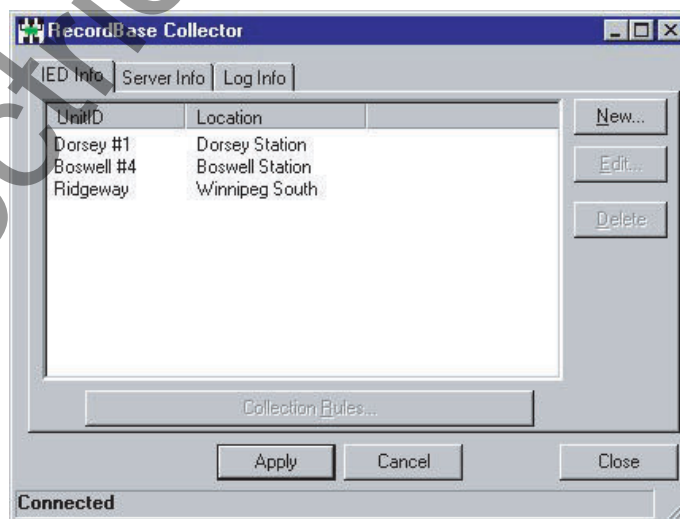 RecordBase Collector
IED Info Server Info Log Info
UnitID Location
Dorsey #1 Dorsey Station
Boswell #4 Boswell Station
Ridgeway Winnipeg South
New...
Edit...
Delete
Collection Rules...
Apply Cancel Close
Connected